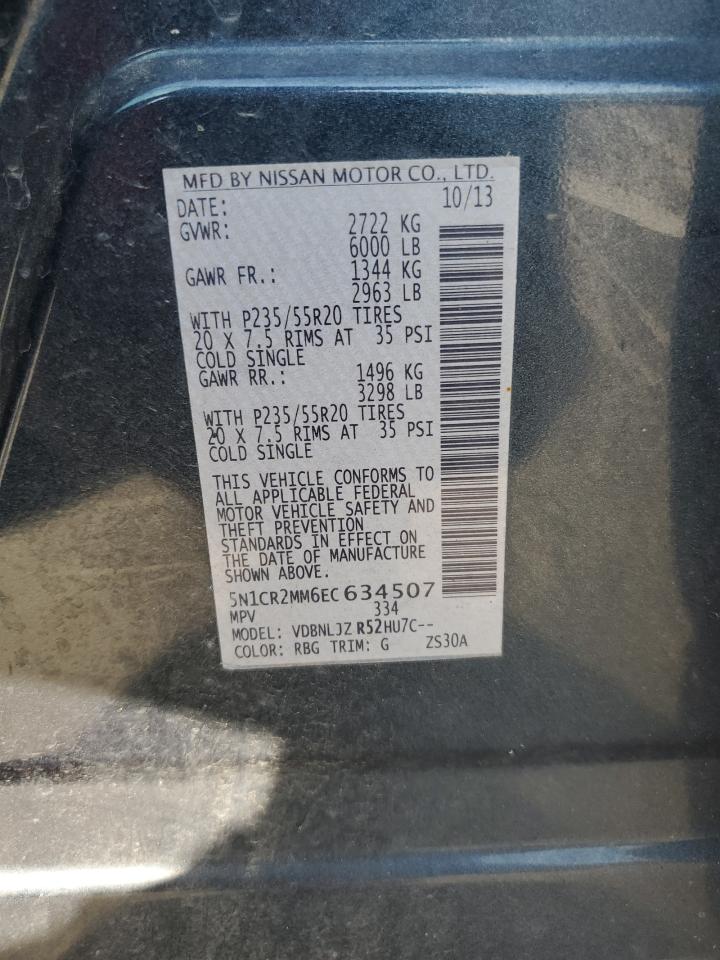 MFD BY NISSAN MOTOR CO., LTD.
DATE: 10/13
GVWR: 2722 KG
6000 LB
GAWR FR.: 1344 KG
2963 LB
WITH P235/55R20 TIRES
20 X 7.5 RIMS AT 35 PSI
COLD SINGLE
GAWR RR.: 1496 KG
3298 LB
WITH P235/55R20 TIRES
20 X 7.5 RIMS AT 35 PSI
COLD SINGLE
THIS VEHICLE CONFORMS TO
ALL APPLICABLE FEDERAL
MOTOR VEHICLE SAFETY AND
THEFT PREVENTION
STANDARDS IN EFFECT ON
THE DATE OF MANUFACTURE
SHOWN ABOVE.
5N1CR2MM6EC634507
MPV 334
MODEL: VDBNLJZ R52HU7C--
COLOR: RBG TRIM: G ZS30A